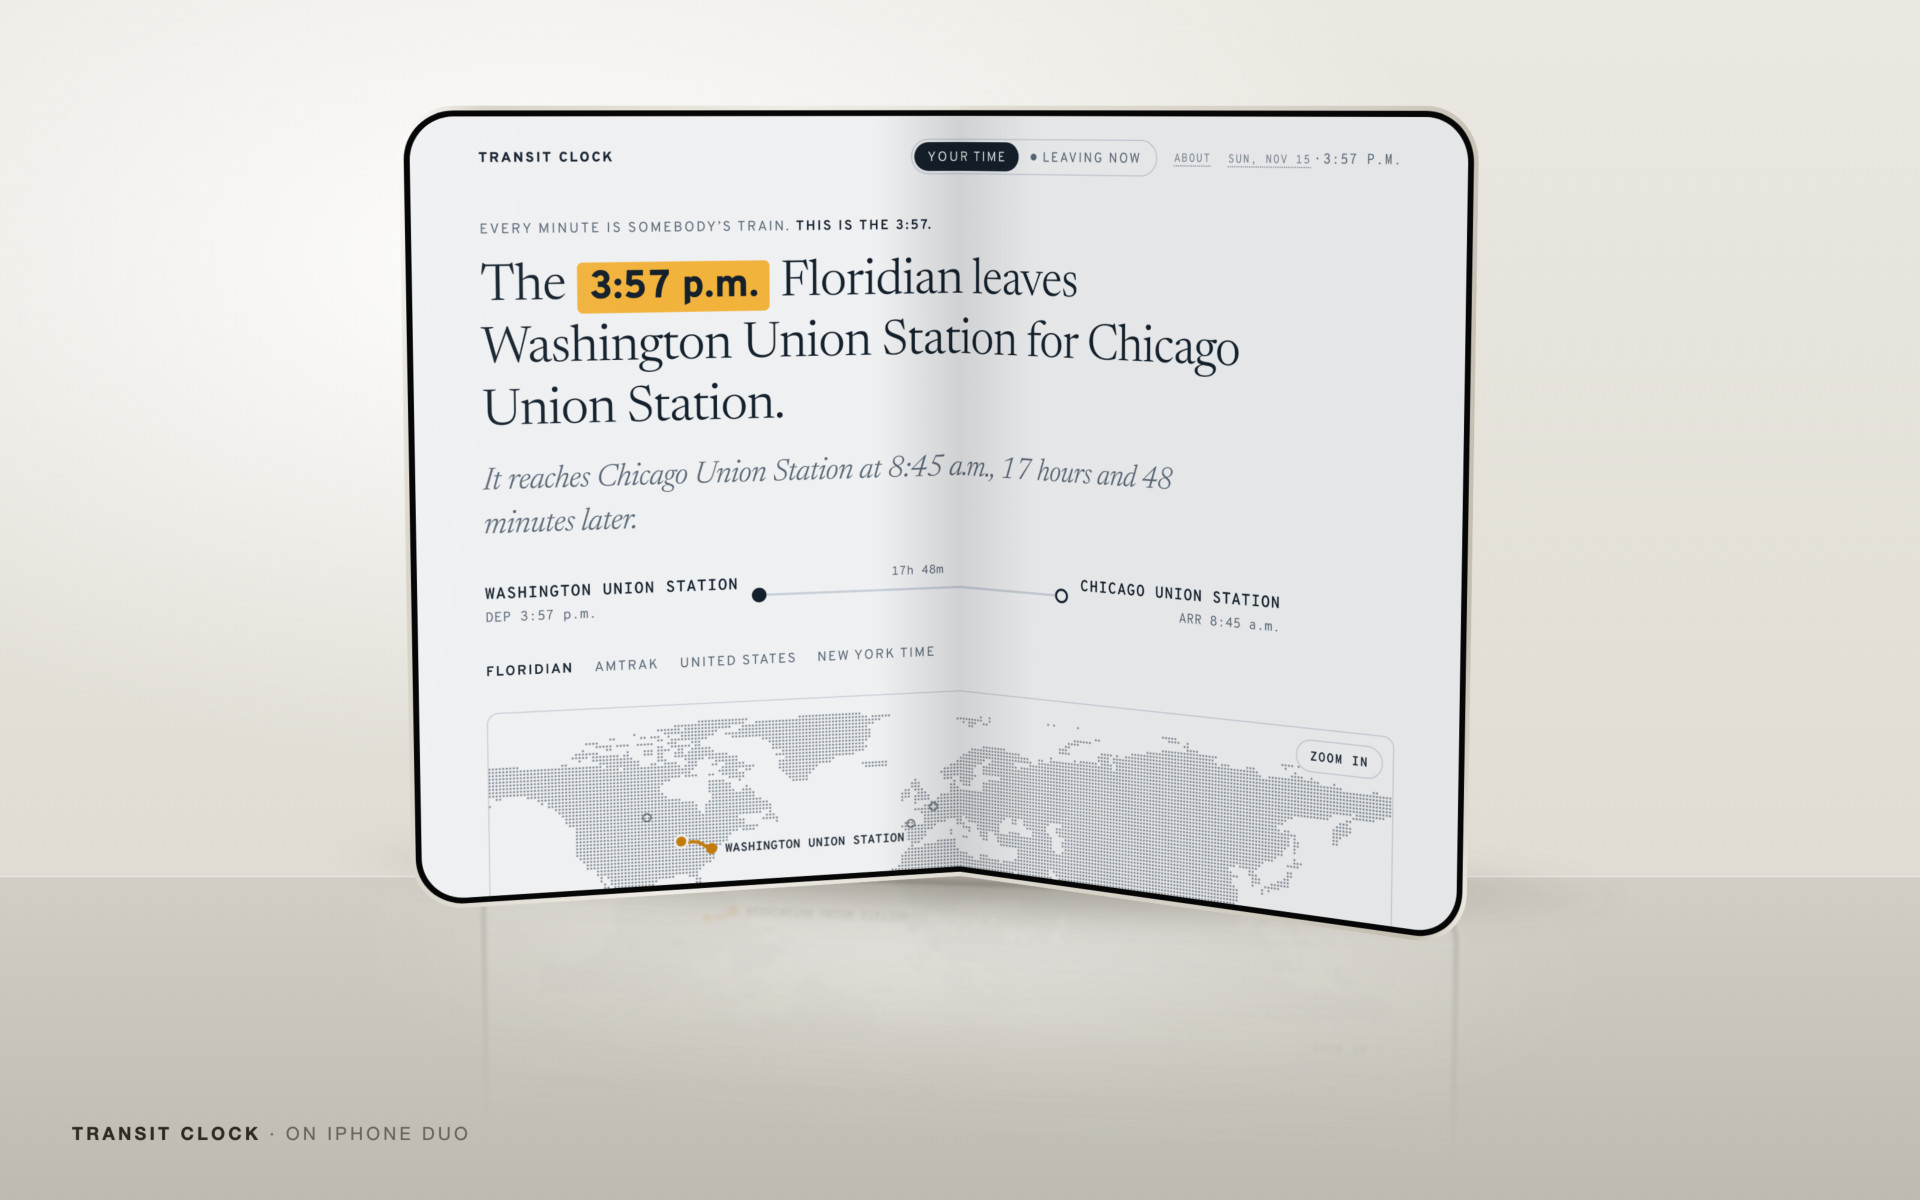 TRANSIT CLOCK
YOUR TIME
LEAVING NOW
ABOUT
SUN, NOV 15 · 3:57 P.M.
EVERY MINUTE IS SOMEBODY'S TRAIN. THIS IS THE 3:57.
The 3:57 p.m. Floridian leaves
Washington Union Station for Chicago
Union Station.
It reaches Chicago Union Station at 8:45 a.m., 17 hours and 48
minutes later.
17h 48m
WASHINGTON UNION STATION
DEP 3:57 p.m.
CHICAGO UNION STATION
ARR 8:45 a.m.
FLORIDIAN AMTRAK UNITED STATES NEW YORK TIME
ZOOM IN
WASHINGTON UNION STATION
TRANSIT CLOCK · ON IPHONE DUO